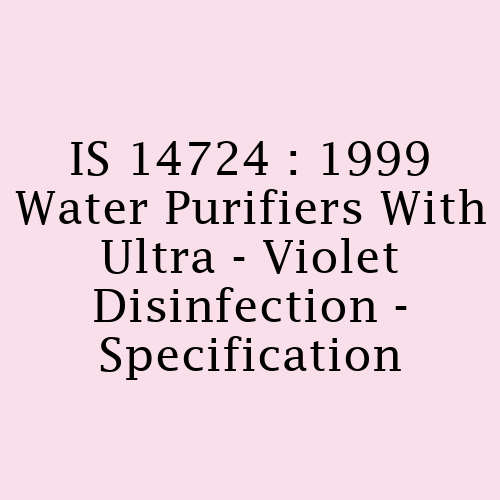 IS 14724 : 1999
Water Purifiers With
Ultra - Violet
Disinfection -
Specification